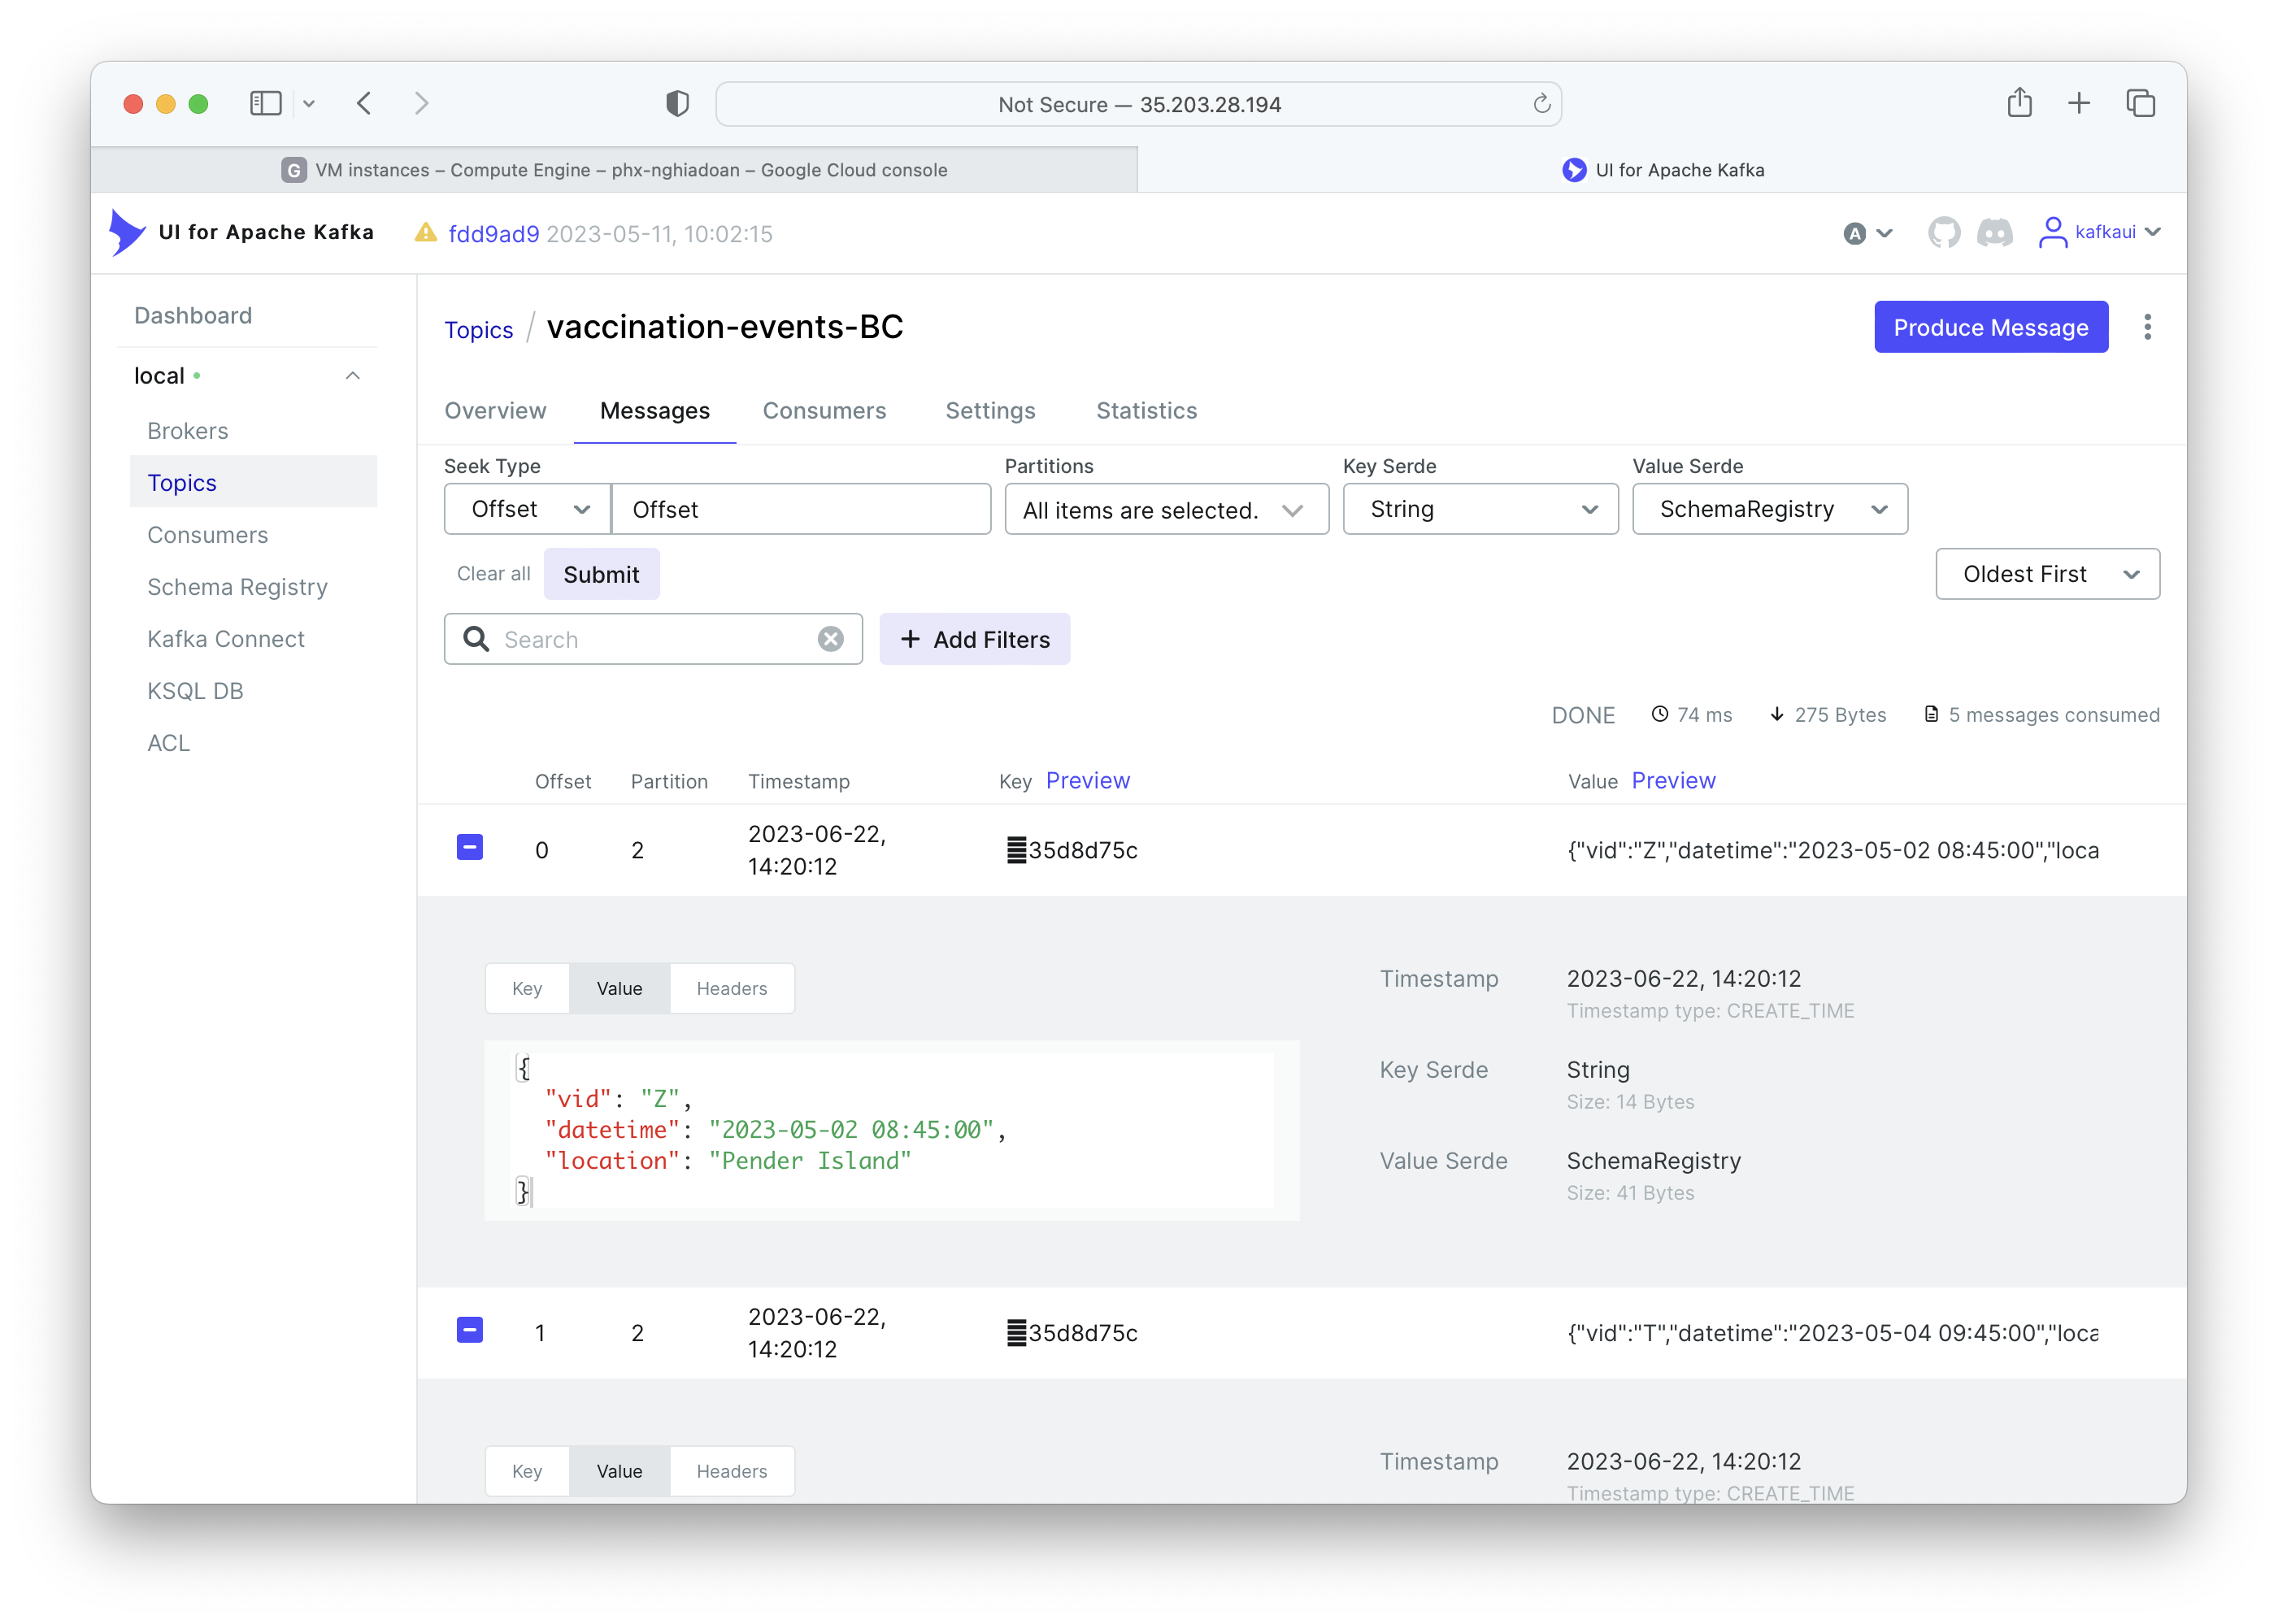 Not Secure — 35.203.28.194
G VM instances – Compute Engine – phx-nghiadoan – Google Cloud console
UI for Apache Kafka
UI for Apache Kafka
fdd9ad9 2023-05-11, 10:02:15
A
kafkaui
Dashboard
local
Brokers
Topics
Consumers
Schema Registry
Kafka Connect
KSQL DB
ACL
Topics / vaccination-events-BC
Produce Message
Overview Messages Consumers Settings Statistics
Seek Type Partitions Key Serde Value Serde
Offset Offset All items are selected. String SchemaRegistry
Clear all Submit Oldest First
Search + Add Filters
DONE 74 ms 275 Bytes 5 messages consumed
Offset Partition Timestamp Key Preview Value Preview
0 2 2023-06-22, 14:20:12 35d8d75c {"vid":"Z","datetime":"2023-05-02 08:45:00","loca
Key Value Headers
{
"vid": "Z",
"datetime": "2023-05-02 08:45:00",
"location": "Pender Island"
}
Timestamp 2023-06-22, 14:20:12
Timestamp type: CREATE_TIME
Key Serde String
Size: 14 Bytes
Value Serde SchemaRegistry
Size: 41 Bytes
1 2 2023-06-22, 14:20:12 35d8d75c {"vid":"T","datetime":"2023-05-04 09:45:00","loca
Key Value Headers
Timestamp 2023-06-22, 14:20:12
Timestamp type: CREATE_TIME